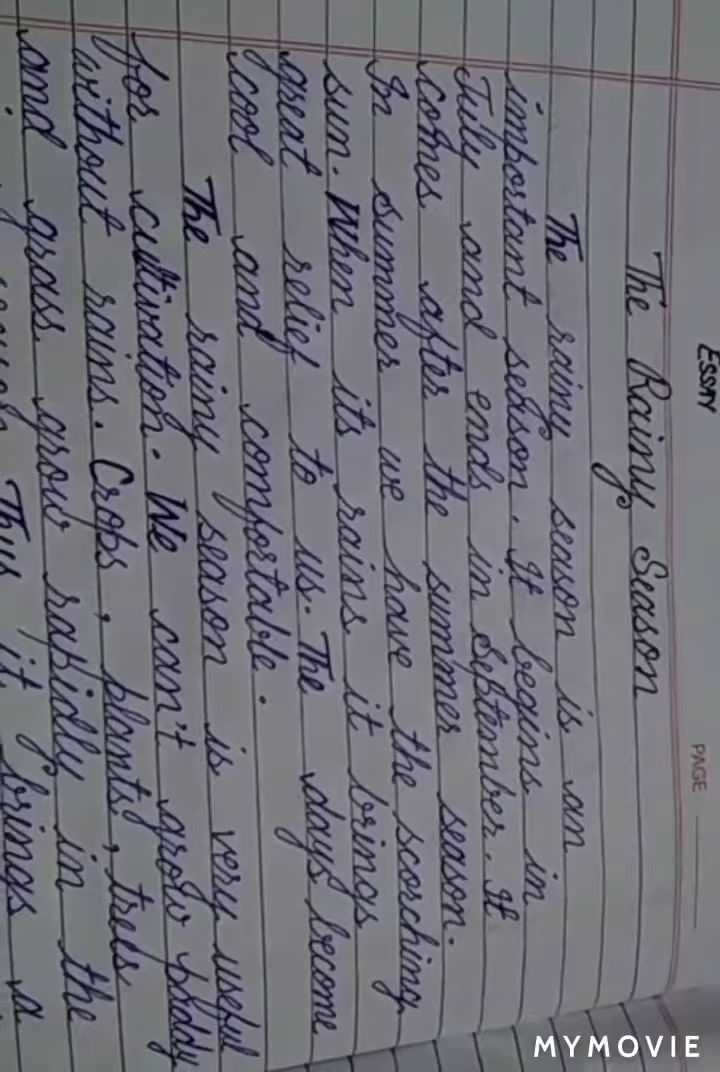 ESSAY
PAGE
The Rainy Season
The rainy season is an
important season. It begins in
July and ends in September. It
comes after the summer season.
In summer we have the scorching
sun. When its rains it brings
great relief to us. The days become
cool and comfortable.
The rainy season is very useful
for cultivation. We can't grow paddy
without rains. Crops, plants, trees
and grass grow rapidly in the
Thus it brings a
MYMOVIE